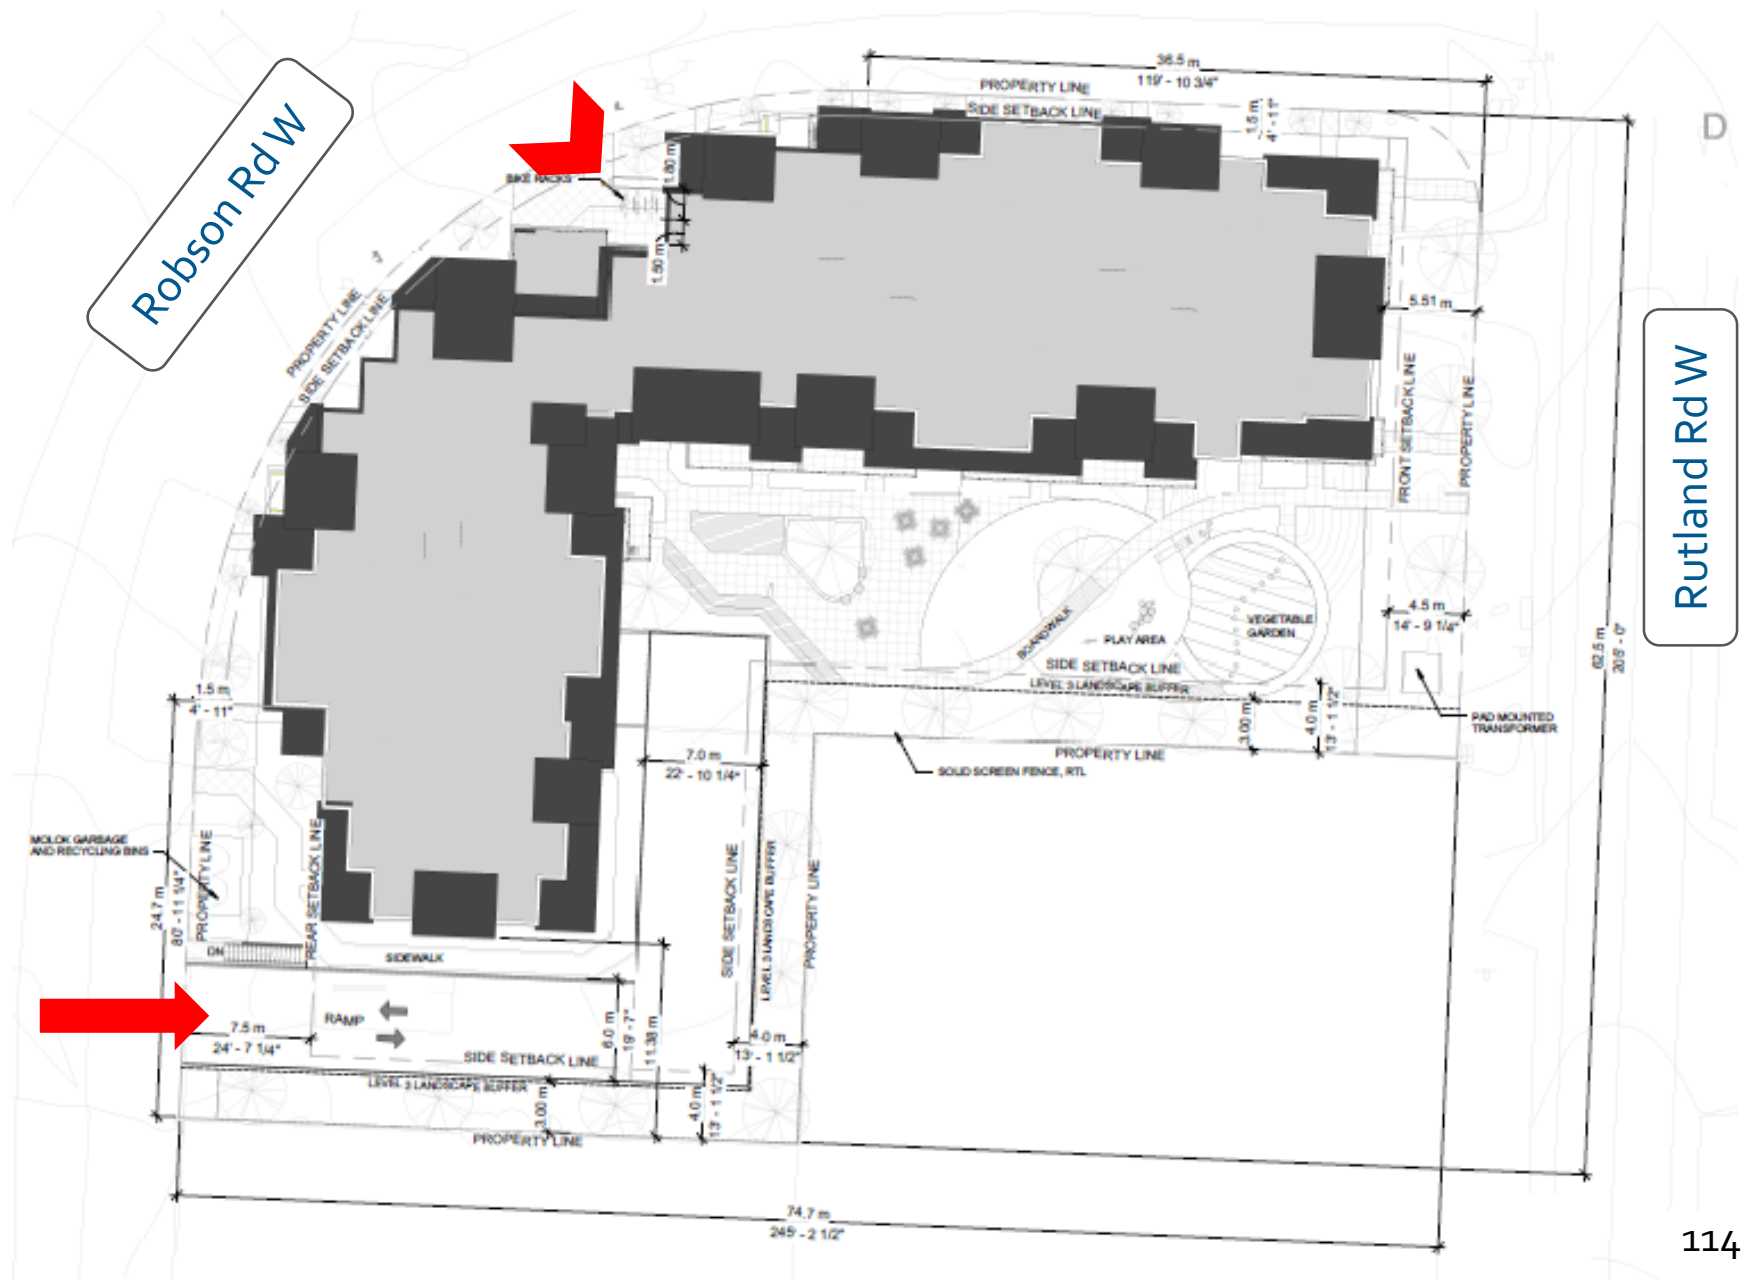 36.5 m
119' - 10 3/4"
PROPERTY LINE
SIDE SETBACK LINE
1.5 m
4' - 11"
D
Robson Rd W
BIKE RACKS
1.80 m
1.50 m
PROPERTY LINE
SIDE SETBACK LINE
5.51 m
FRONT SETBACK LINE
PROPERTY LINE
Rutland Rd W
BOARDWALK
PLAY AREA
VEGETABLE
GARDEN
4.5 m
14' - 9 1/4"
62.5 m
205' - 0"
SIDE SETBACK LINE
LEVEL 3 LANDSCAPE BUFFER
3.00 m
4.0 m
13' - 1 1/2"
PAD MOUNTED
TRANSFORMER
PROPERTY LINE
SOLID SCREEN FENCE, RTL
1.5 m
4' - 11"
7.0 m
22' - 10 1/4"
MOLOK GARBAGE
AND RECYCLING BINS
PROPERTY LINE
REAR SETBACK LINE
24.7 m
80' - 11 1/4"
SIDE SETBACK LINE
LEVEL 3 LANDSCAPE BUFFER
PROPERTY LINE
DN
SIDEWALK
RAMP
7.5 m
24' - 7 1/4"
6.0 m
19' - 7"
11.38 m
4.0 m
13' - 1 1/2"
SIDE SETBACK LINE
LEVEL 3 LANDSCAPE BUFFER
3.00 m
4.0 m
13' - 1 1/2"
PROPERTY LINE
74.7 m
245' - 2 1/2"
114